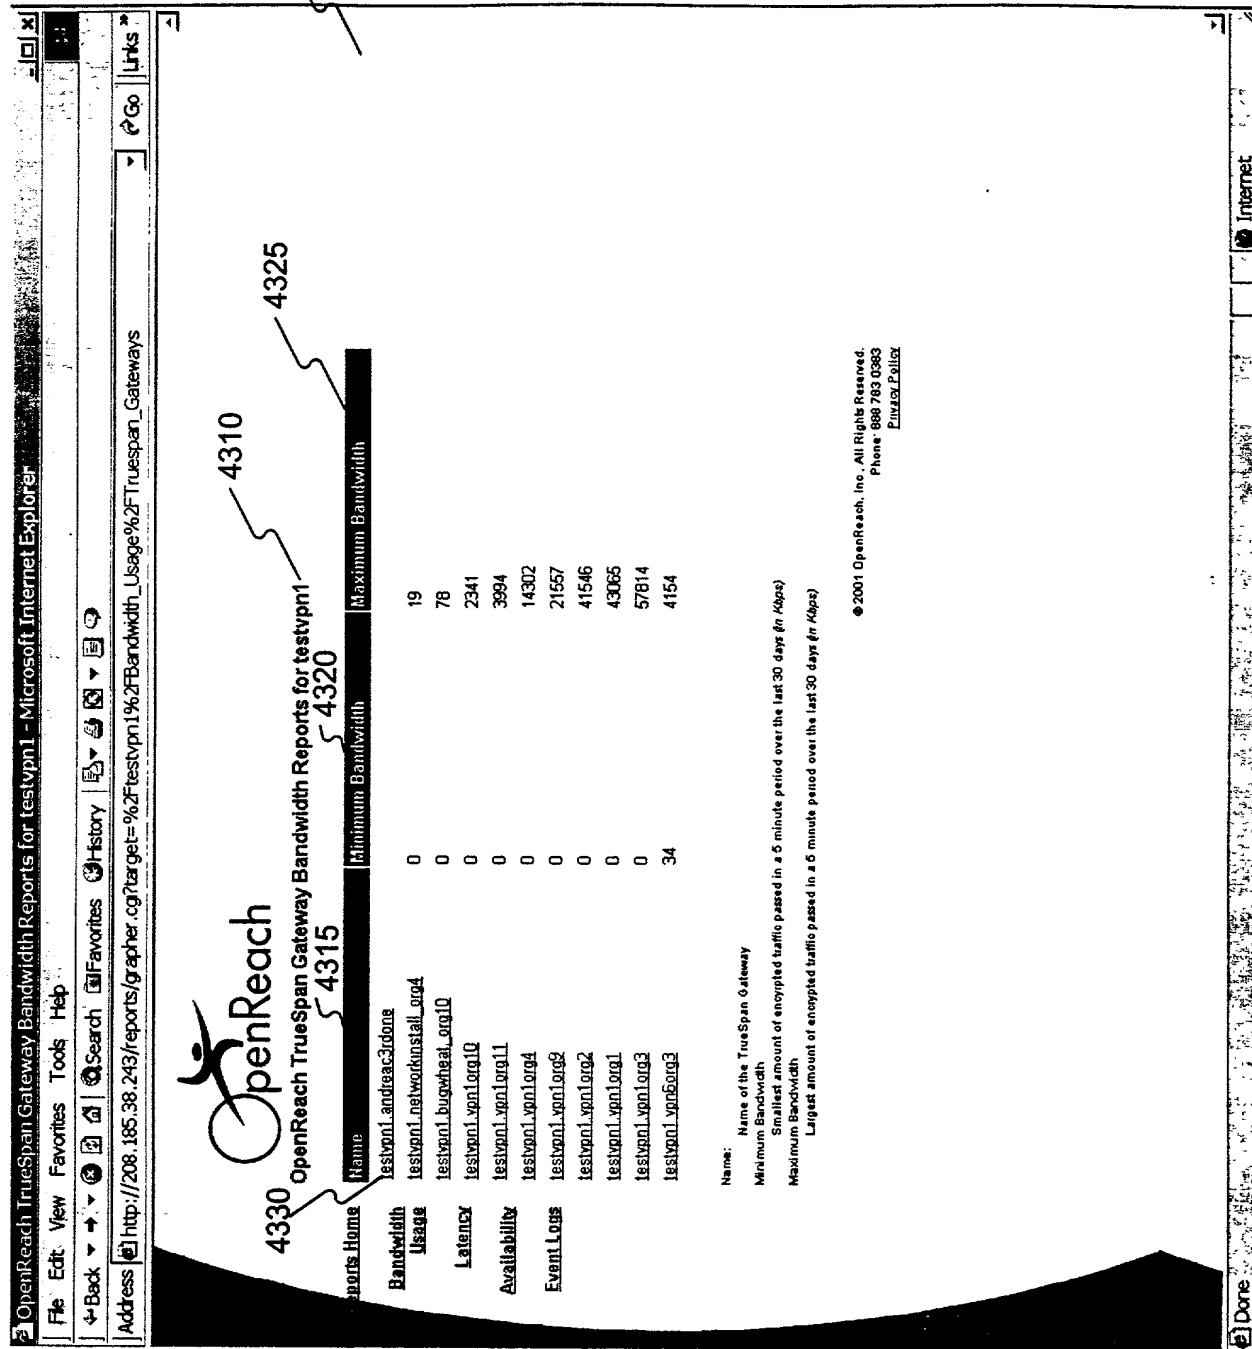 OpenReach TrueSpan Gateway Bandwidth Reports for testvpn1 - Microsoft Internet Explorer
File Edit View Favorites Tools Help
Back Search Favorites History
Address http://208.185.38.243/reports/grapher.cgi?target=%2Ftestvpn1%2FBandwidth_Usage%2FTruespan_Gateways Go Links »
OpenReach
4310
4325
OpenReach TrueSpan Gateway Bandwidth Reports for testvpn1
4330
4315
4320
Reports Home
Bandwidth Usage
Latency
Availability
Event Logs
Name Minimum Bandwidth Maximum Bandwidth
testvpn1.andreac3rdone
testvpn1.networkinstall_org4 0 19
testvpn1.bugwheat_org10 0 78
testvpn1.vpn1org10 0 2341
testvpn1.vpn1org11 0 3994
testvpn1.vpn1org4 0 14302
testvpn1.vpn1org9 0 21557
testvpn1.vpn1org2 0 41546
testvpn1.vpn1org1 0 43065
testvpn1.vpn1org3 0 57814
testvpn1.vpn6org3 34 4154
Name:
Name of the TrueSpan Gateway
Minimum Bandwidth
Smallest amount of encyrpted traffic passed in a 5 minute period over the last 30 days (in Kbps)
Maximum Bandwidth
Largest amount of encrypted traffic passed in a 5 minute period over the last 30 days (in Kbps)
© 2001 OpenReach, Inc., All Rights Reserved.
Phone: 888 783 0383
Privacy Policy
Done Internet